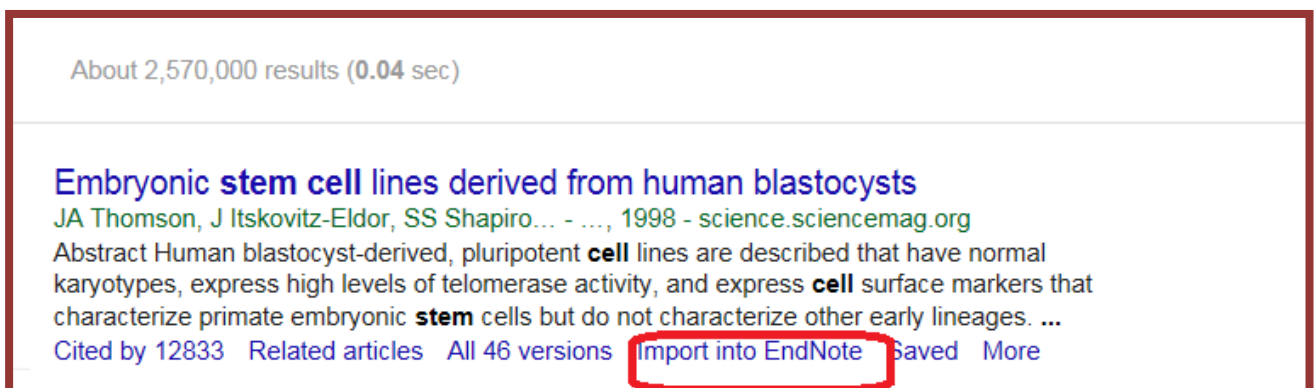 About 2,570,000 results (0.04 sec)
Embryonic stem cell lines derived from human blastocysts
JA Thomson, J Itskovitz-Eldor, SS Shapiro... - ..., 1998 - science.sciencemag.org
Abstract Human blastocyst-derived, pluripotent cell lines are described that have normal
karyotypes, express high levels of telomerase activity, and express cell surface markers that
characterize primate embryonic stem cells but do not characterize other early lineages. ...
Cited by 12833 Related articles All 46 versions Import into EndNote Saved More